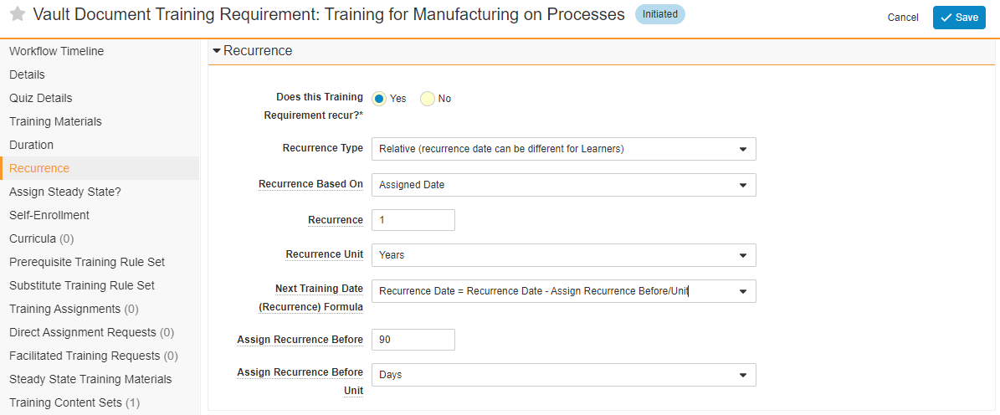 Vault Document Training Requirement: Training for Manufacturing on Processes
Initiated
Cancel
Save
Workflow Timeline
Details
Quiz Details
Training Materials
Duration
Recurrence
Assign Steady State?
Self-Enrollment
Curricula (0)
Prerequisite Training Rule Set
Substitute Training Rule Set
Training Assignments (0)
Direct Assignment Requests (0)
Facilitated Training Requests (0)
Steady State Training Materials
Training Content Sets (1)
Recurrence
Does this Training
Requirement recur?*
Yes
No
Recurrence Type
Relative (recurrence date can be different for Learners)
Recurrence Based On
Assigned Date
Recurrence
1
Recurrence Unit
Years
Next Training Date
(Recurrence) Formula
Recurrence Date = Recurrence Date - Assign Recurrence Before/Unit
Assign Recurrence Before
90
Assign Recurrence Before
Unit
Days